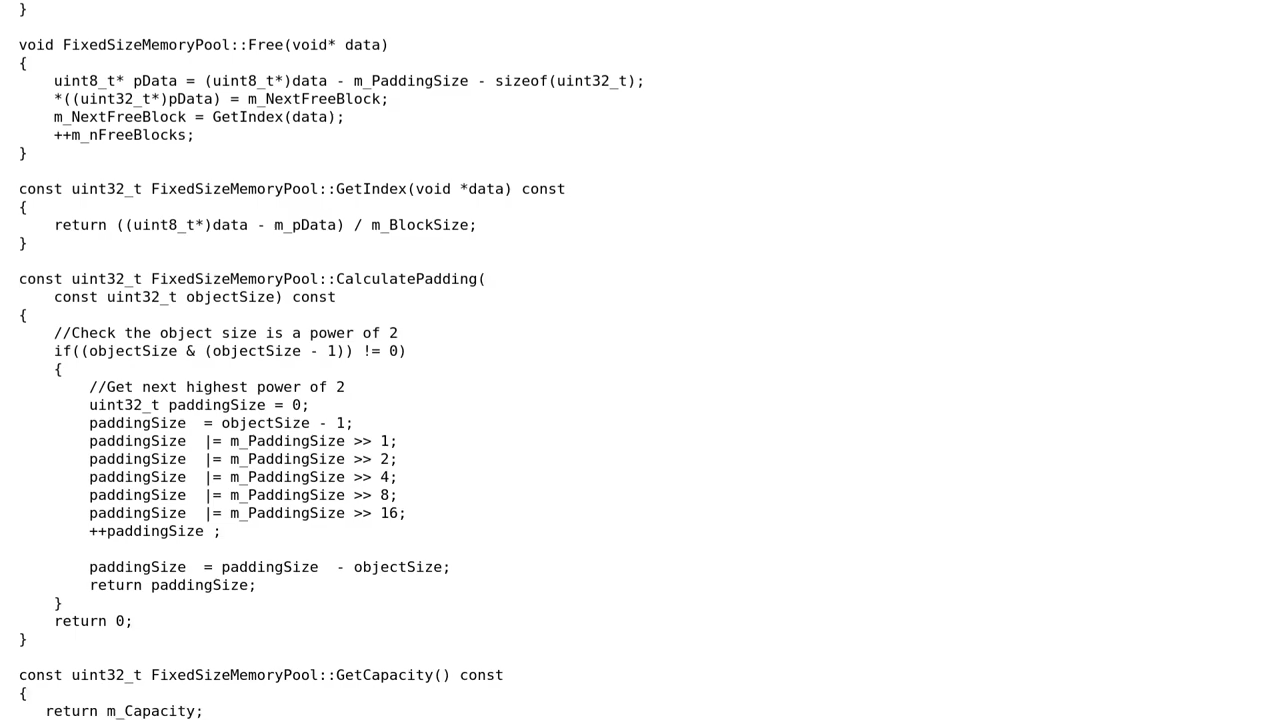 }
void FixedSizeMemoryPool::Free(void* data)
{
    uint8_t* pData = (uint8_t*)data - m_PaddingSize - sizeof(uint32_t);
    *((uint32_t*)pData) = m_NextFreeBlock;
    m_NextFreeBlock = GetIndex(data);
    ++m_nFreeBlocks;
}
const uint32_t FixedSizeMemoryPool::GetIndex(void *data) const
{
    return ((uint8_t*)data - m_pData) / m_BlockSize;
}
const uint32_t FixedSizeMemoryPool::CalculatePadding(
    const uint32_t objectSize) const
{
    //Check the object size is a power of 2
    if((objectSize & (objectSize - 1)) != 0)
    {
        //Get next highest power of 2
        uint32_t paddingSize = 0;
        paddingSize  = objectSize - 1;
        paddingSize  |= m_PaddingSize >> 1;
        paddingSize  |= m_PaddingSize >> 2;
        paddingSize  |= m_PaddingSize >> 4;
        paddingSize  |= m_PaddingSize >> 8;
        paddingSize  |= m_PaddingSize >> 16;
        ++paddingSize ;
        paddingSize  = paddingSize  - objectSize;
        return paddingSize;
    }
    return 0;
}
const uint32_t FixedSizeMemoryPool::GetCapacity() const
{
   return m_Capacity;